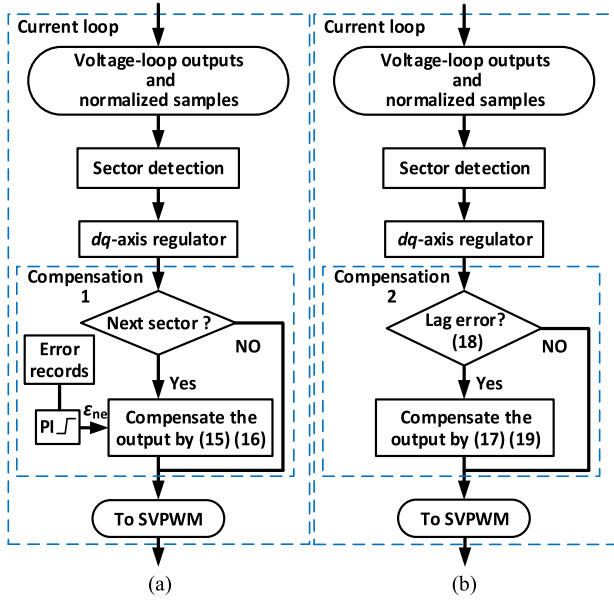 Current loop
Voltage-loop outputs
and
normalized samples
Sector detection
dq-axis regulator
Compensation
1
Next sector ?
NO
Error
records
Yes
PI
εne
Compensate the
output by (15) (16)
To SVPWM
(a)
Current loop
Voltage-loop outputs
and
normalized samples
Sector detection
dq-axis regulator
Compensation
2
Lag error?
(18)
NO
Yes
Compensate the
output by (17) (19)
To SVPWM
(b)